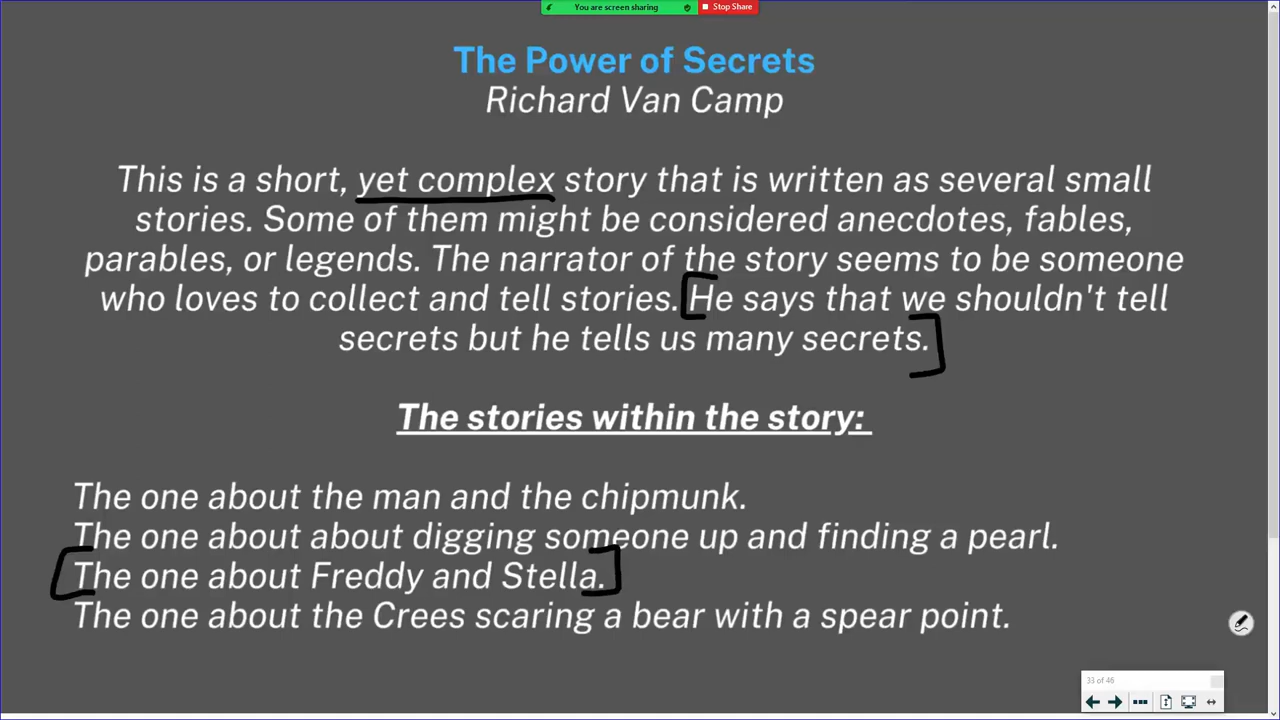 You are screen sharing Stop Share
The Power of Secrets
Richard Van Camp
This is a short, yet complex story that is written as several small
stories. Some of them might be considered anecdotes, fables,
parables, or legends. The narrator of the story seems to be someone
who loves to collect and tell stories. He says that we shouldn't tell
secrets but he tells us many secrets.
The stories within the story:
The one about the man and the chipmunk.
The one about about digging someone up and finding a pearl.
The one about Freddy and Stella.
The one about the Crees scaring a bear with a spear point.
33 of 46